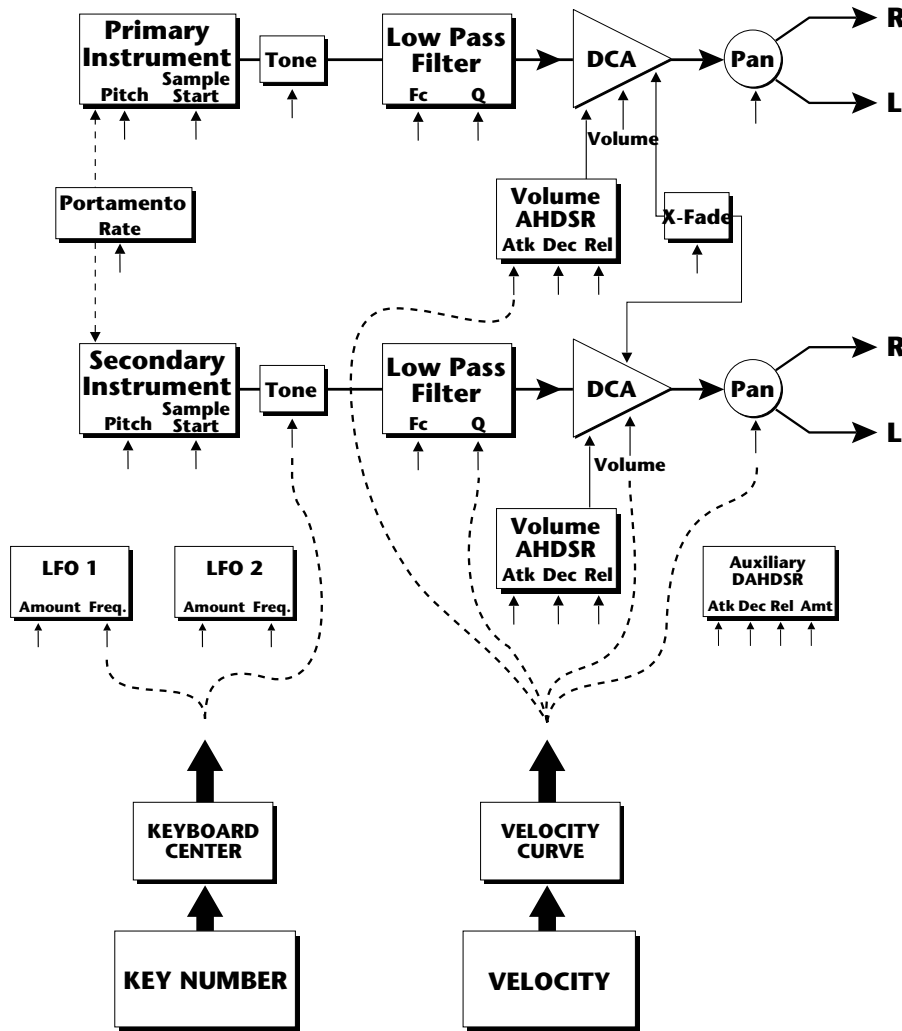 R
Primary
Instrument
Sample
Pitch Start
Tone
Low Pass
Filter
Fc Q
DCA
Pan
L
Volume
Portamento
Rate
Volume
AHDSR
Atk Dec Rel
X-Fade
R
Secondary
Instrument
Sample
Pitch Start
Tone
Low Pass
Filter
Fc Q
DCA
Pan
L
Volume
Volume
AHDSR
Atk Dec Rel
LFO 1
Amount Freq.
LFO 2
Amount Freq.
Auxiliary
DAHDSR
Atk Dec Rel Amt
KEYBOARD
CENTER
VELOCITY
CURVE
KEY NUMBER
VELOCITY